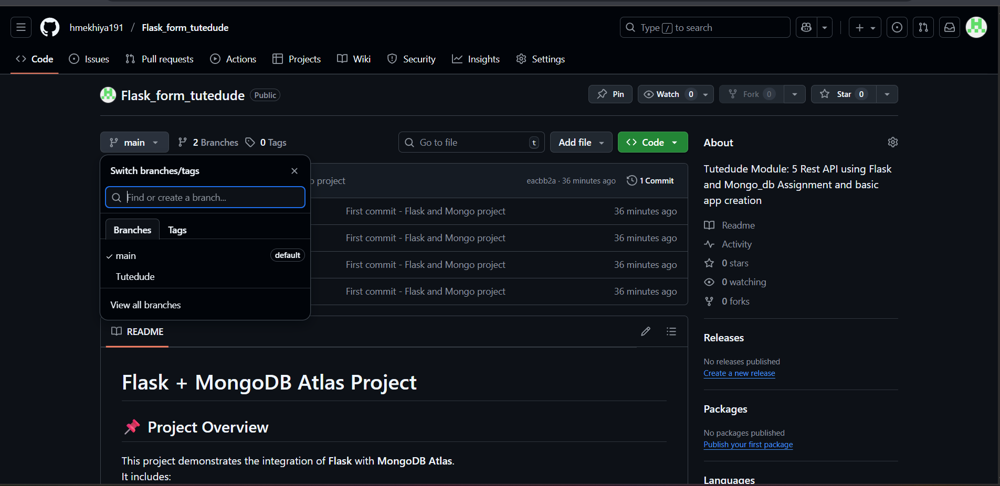 hmekhiya191 / Flask_form_tutedude
Type / to search
Code Issues Pull requests Actions Projects Wiki Security Insights Settings
Flask_form_tutedude Public
Pin Watch 0 Fork 0 Star 0
main 2 Branches 0 Tags
Go to file t Add file Code
Switch branches/tags
Find or create a branch...
Branches Tags
main default
Tutedude
View all branches
project eacbb2a · 36 minutes ago 1 Commit
First commit - Flask and Mongo project 36 minutes ago
First commit - Flask and Mongo project 36 minutes ago
First commit - Flask and Mongo project 36 minutes ago
First commit - Flask and Mongo project 36 minutes ago
README
Flask + MongoDB Atlas Project
Project Overview
This project demonstrates the integration of Flask with MongoDB Atlas.
It includes:
About
Tutedude Module: 5 Rest API using Flask
and Mongo_db Assignment and basic
app creation
Readme
Activity
0 stars
0 watching
0 forks
Releases
No releases published
Create a new release
Packages
No packages published
Publish your first package
Languages